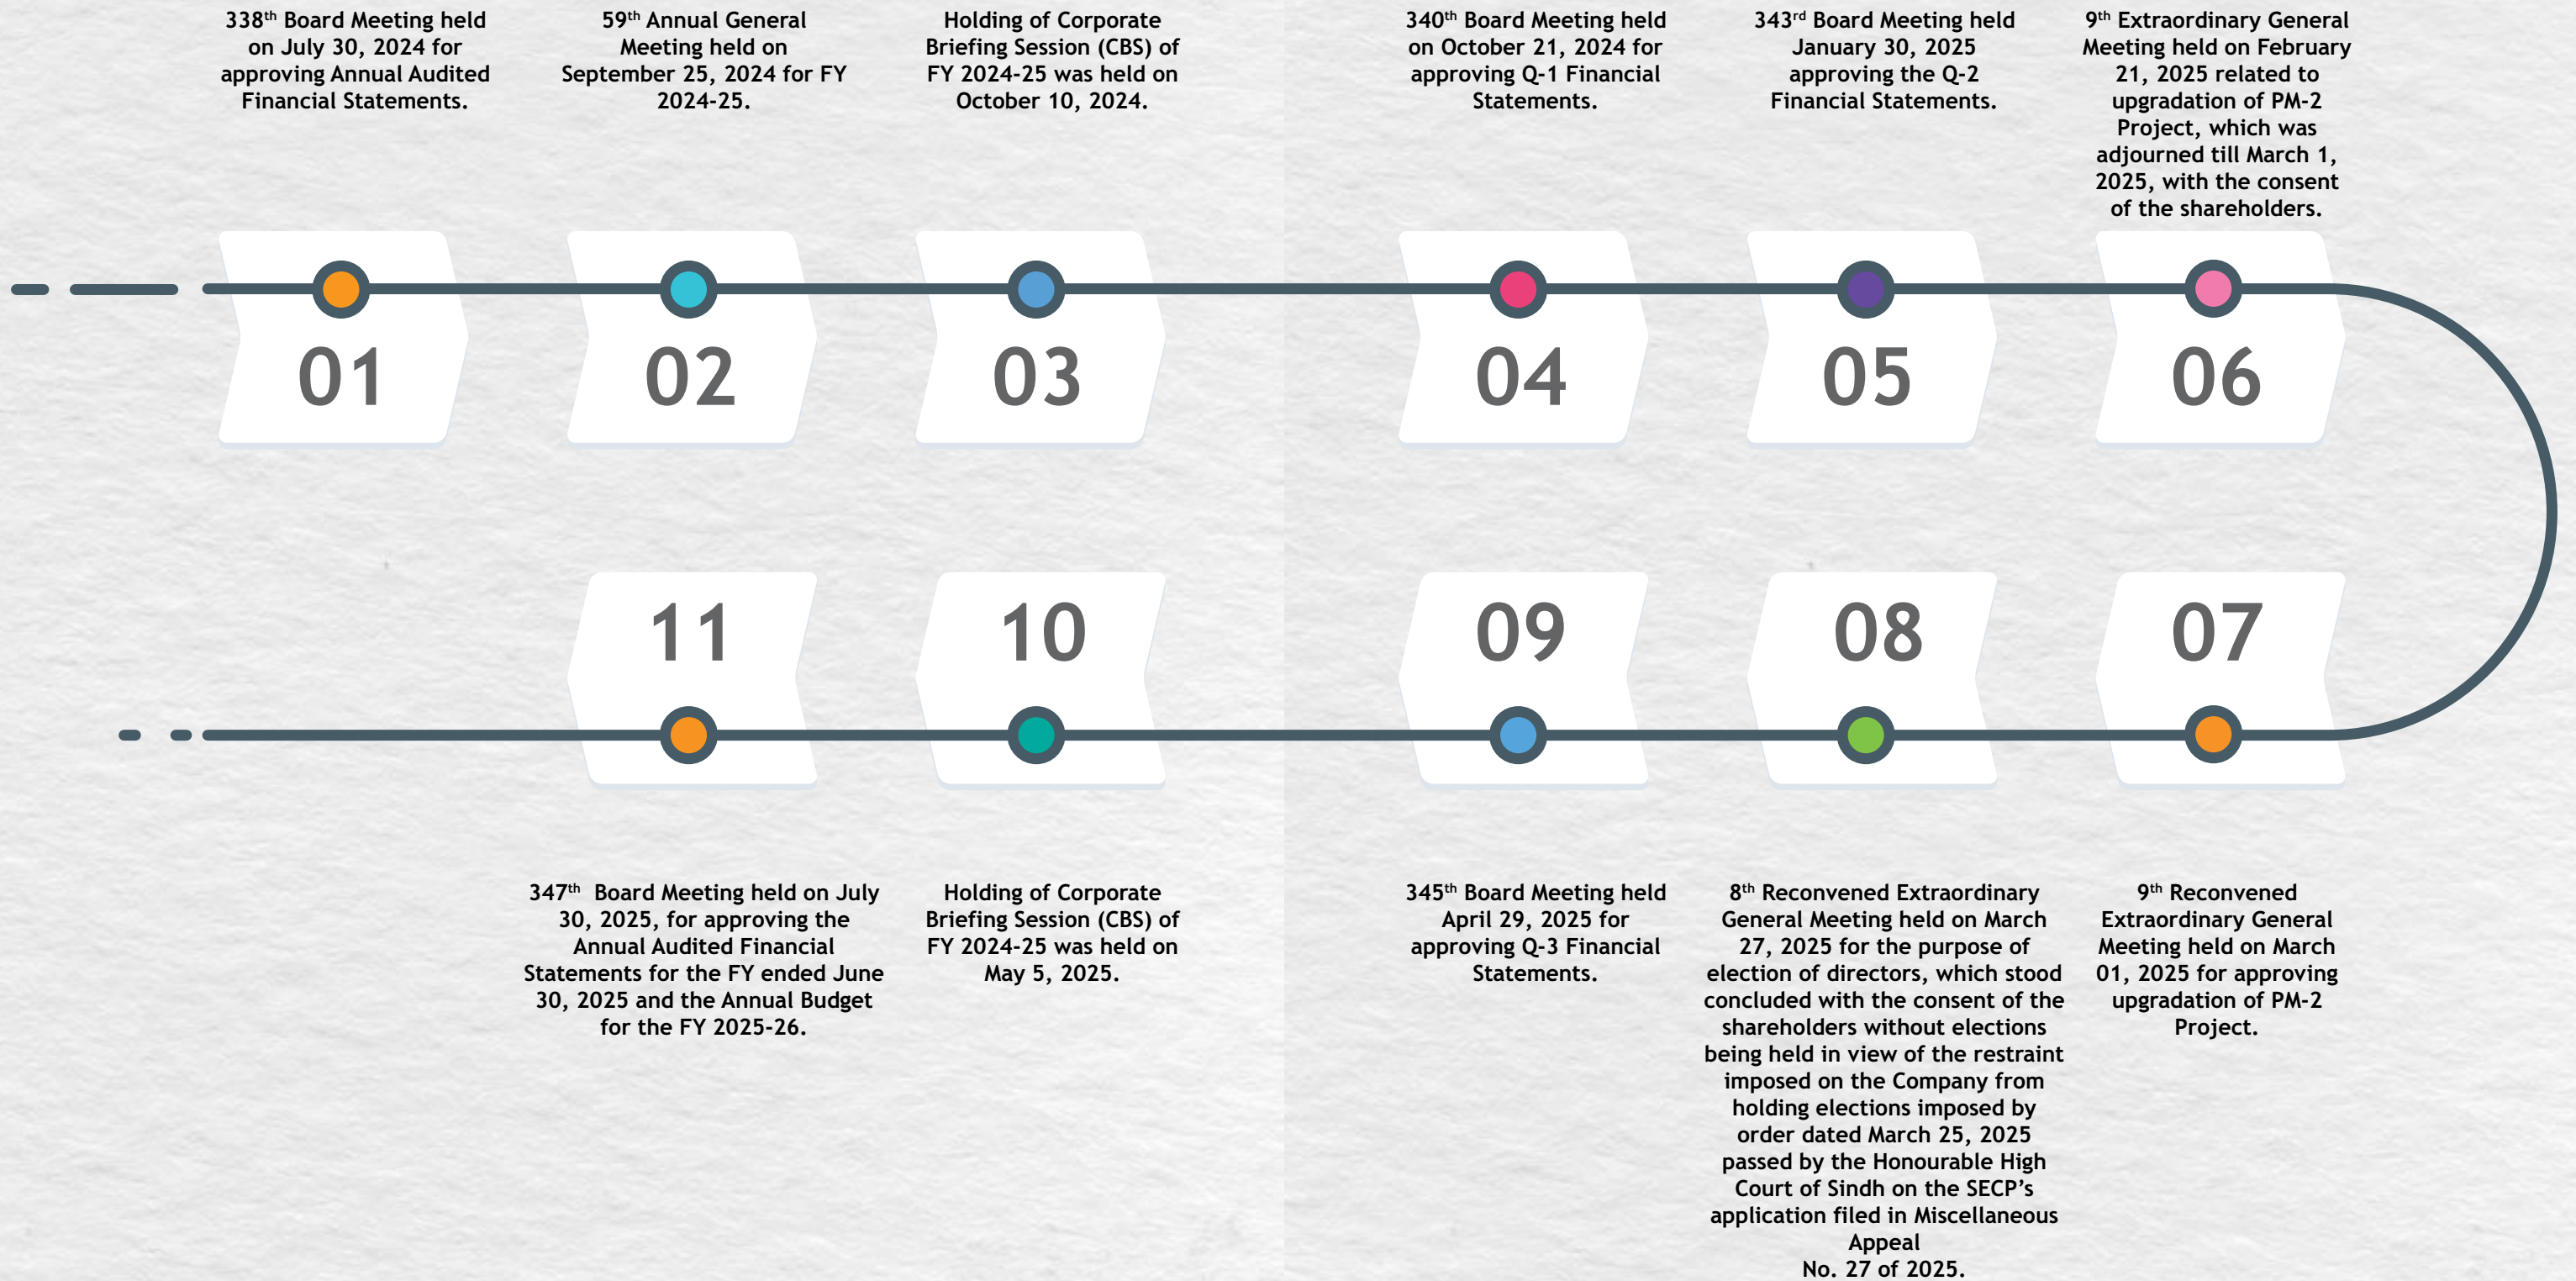 338th Board Meeting held
on July 30, 2024 for
approving Annual Audited
Financial Statements.
59th Annual General
Meeting held on
September 25, 2024 for FY
2024-25.
Holding of Corporate
Briefing Session (CBS) of
FY 2024-25 was held on
October 10, 2024.
340th Board Meeting held
on October 21, 2024 for
approving Q-1 Financial
Statements.
343rd Board Meeting held
January 30, 2025
approving the Q-2
Financial Statements.
9th Extraordinary General
Meeting held on February
21, 2025 related to
upgradation of PM-2
Project, which was
adjourned till March 1,
2025, with the consent
of the shareholders.
01
02
03
04
05
06
11
10
09
08
07
347th Board Meeting held on July
30, 2025, for approving the
Annual Audited Financial
Statements for the FY ended June
30, 2025 and the Annual Budget
for the FY 2025-26.
Holding of Corporate
Briefing Session (CBS) of
FY 2024-25 was held on
May 5, 2025.
345th Board Meeting held
April 29, 2025 for
approving Q-3 Financial
Statements.
8th Reconvened Extraordinary
General Meeting held on March
27, 2025 for the purpose of
election of directors, which stood
concluded with the consent of the
shareholders without elections
being held in view of the restraint
imposed on the Company from
holding elections imposed by
order dated March 25, 2025
passed by the Honourable High
Court of Sindh on the SECP’s
application filed in Miscellaneous
Appeal
No. 27 of 2025.
9th Reconvened
Extraordinary General
Meeting held on March
01, 2025 for approving
upgradation of PM-2
Project.